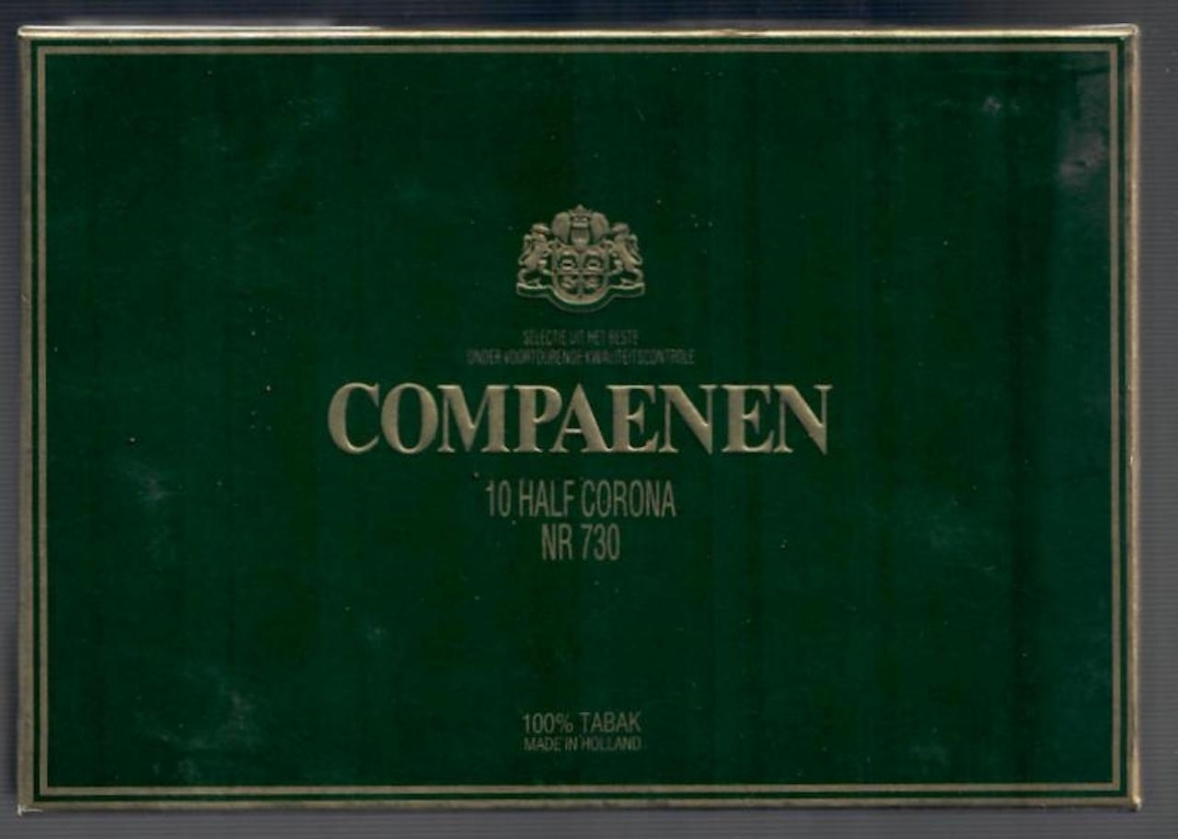 SELECTIE UIT HET BESTE
ONDER VOORTDURENDE KWALITEITSCONTROLE
COMPAENEN
10 HALF CORONA
NR 730
100% TABAK
MADE IN HOLLAND